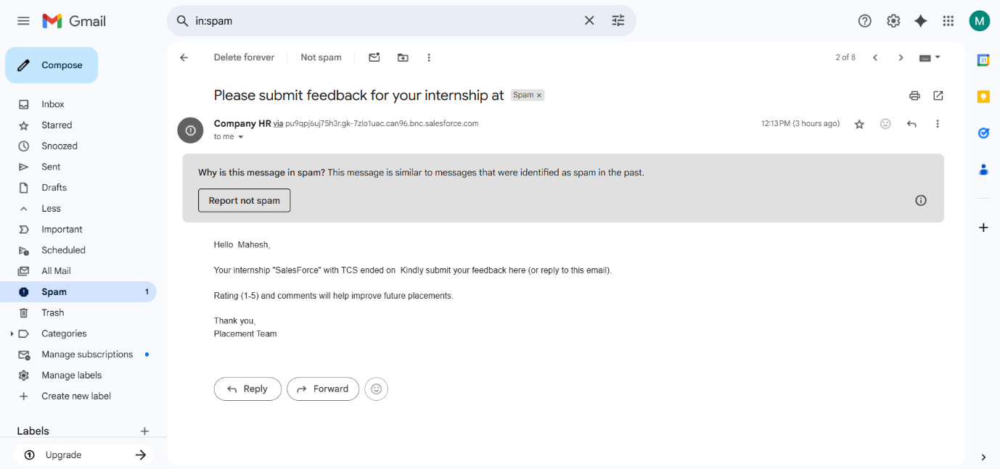 Gmail
in:spam
M
Compose
Delete forever
Not spam
2 of 8
31
Inbox
Starred
Snoozed
Sent
Drafts
Less
Important
Scheduled
All Mail
Spam 1
Trash
Categories
Manage subscriptions
Manage labels
Create new label
Labels
Upgrade
Please submit feedback for your internship at Spam ×
Company HR via pu9qpj6uj75h3r.gk-7zlo1uac.can96.bnc.salesforce.com
12:13 PM (3 hours ago)
to me
Why is this message in spam? This message is similar to messages that were identified as spam in the past.
Report not spam
Hello  Mahesh,
Your internship "SalesForce" with TCS ended on  Kindly submit your feedback here (or reply to this email).
Rating (1-5) and comments will help improve future placements.
Thank you,
Placement Team
Reply
Forward